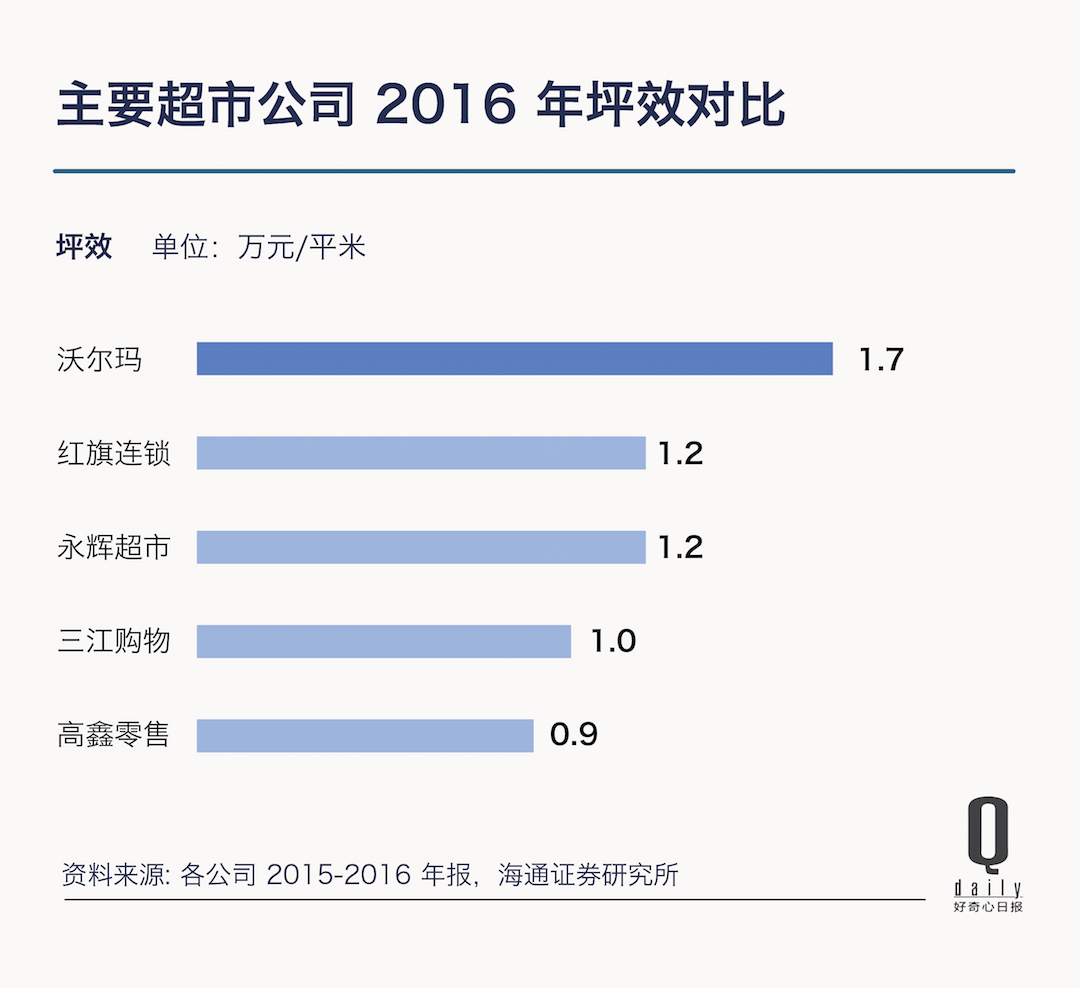 主要超市公司 2016 年坪效对比
坪效 单位：万元/平米
沃尔玛 1.7
红旗连锁 1.2
永辉超市 1.2
三江购物 1.0
高鑫零售 0.9
资料来源: 各公司 2015-2016 年报，海通证券研究所
Q
daily
好奇心日报